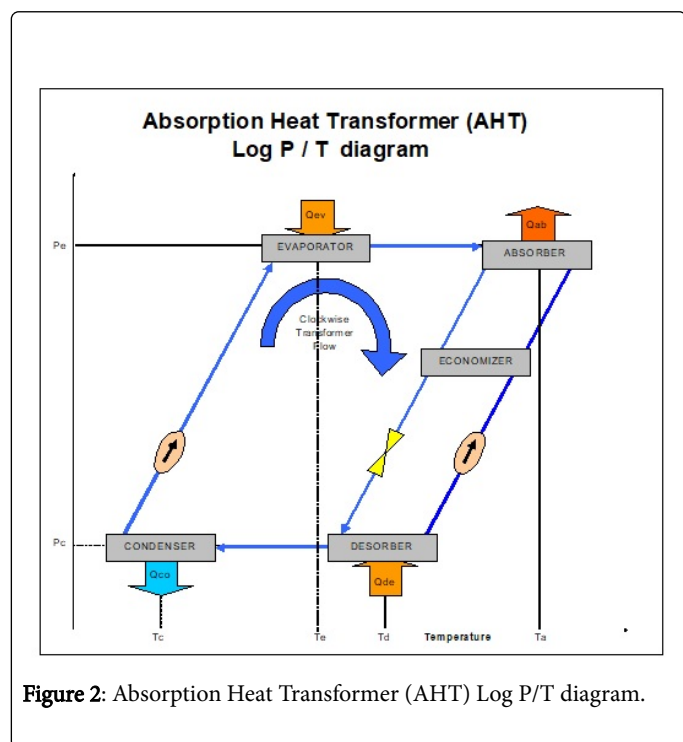 Absorption Heat Transformer (AHT)
Log P / T diagram
Qev
Qab
Pe
EVAPORATOR
ABSORBER
Clockwise
Transformer
Flow
ECONOMIZER
Pc
CONDENSER
DESORBER
Qco
Qde
Tc
Te
Td
Temperature
Ta
Figure 2: Absorption Heat Transformer (AHT) Log P/T diagram.